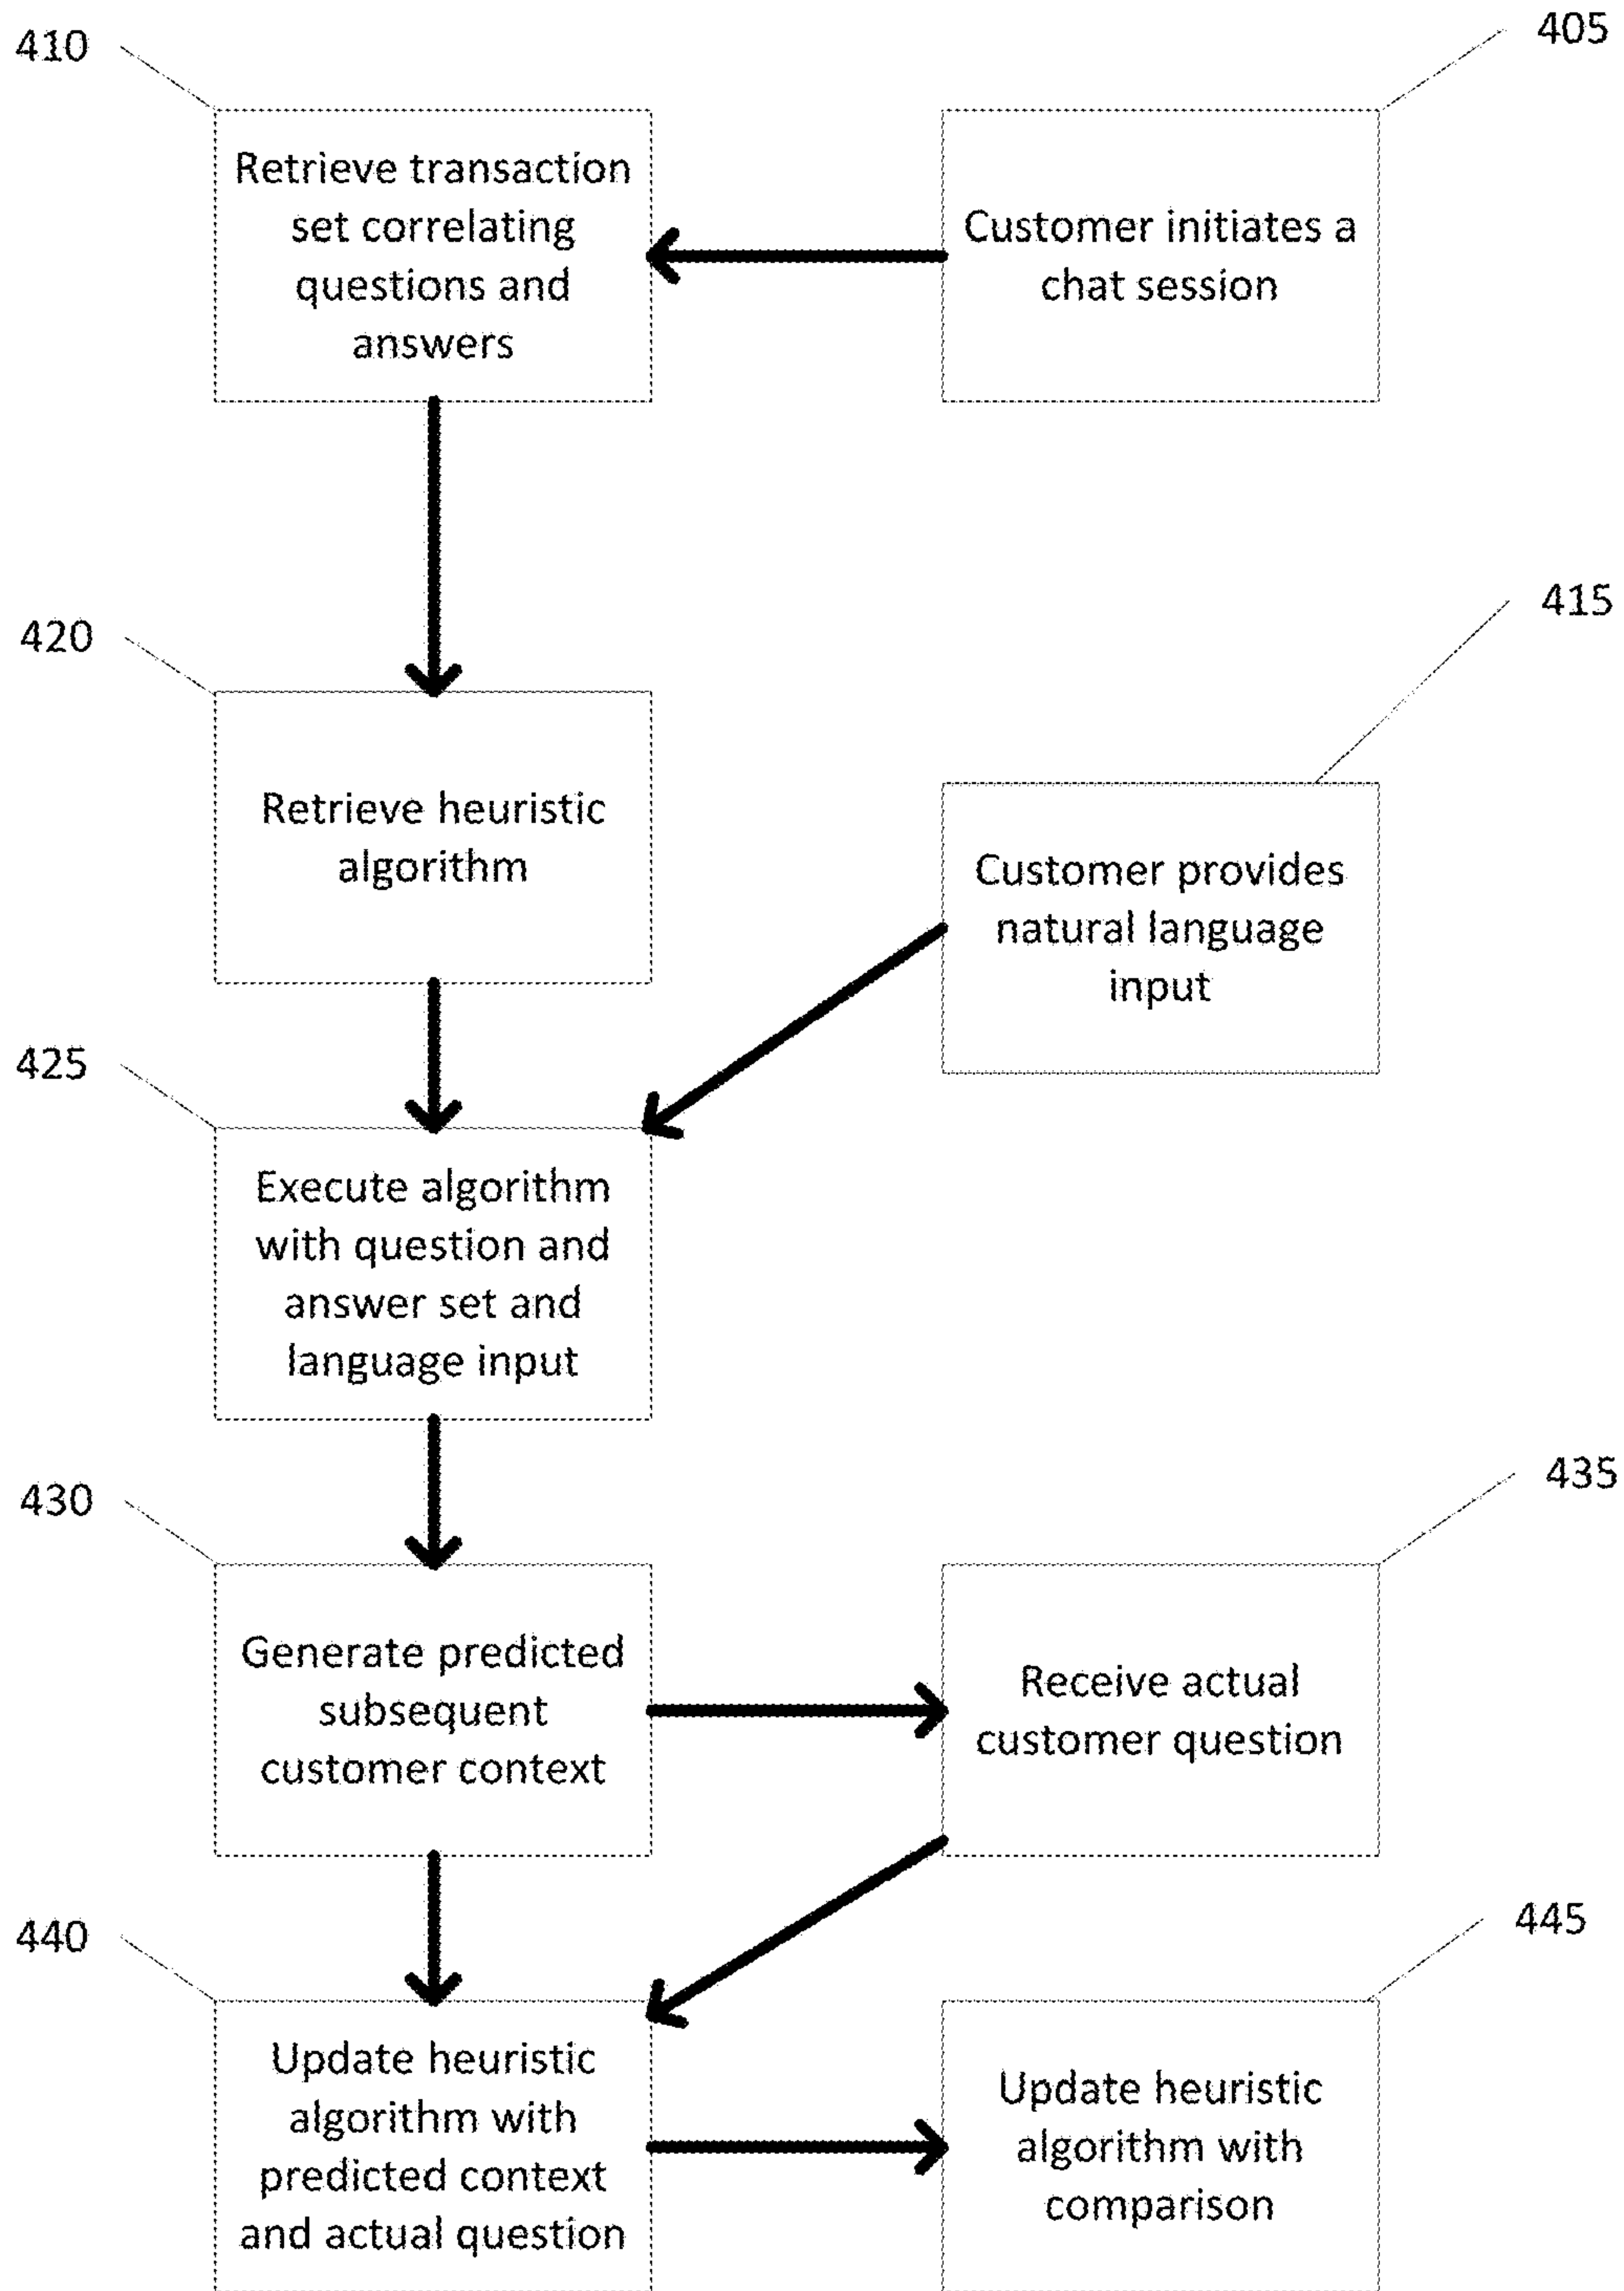 410
405
Retrieve transaction
set correlating
questions and
answers
Customer initiates a
chat session
420
415
Retrieve heuristic
algorithm
Customer provides
natural language
input
425
Execute algorithm
with question and
answer set and
language input
430
435
Generate predicted
subsequent
customer context
Receive actual
customer question
440
445
Update heuristic
algorithm with
predicted context
and actual question
Update heuristic
algorithm with
comparison